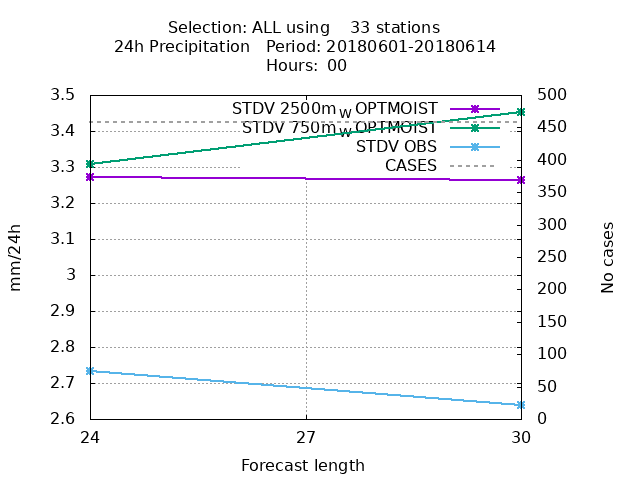 Selection: ALL using 33 stations
24h Precipitation Period: 20180601-20180614
Hours: 00
3.5
3.4
3.3
3.2
3.1
3
2.9
2.8
2.7
2.6
500
450
400
350
300
250
200
150
100
50
0
STDV 2500m_W OPTMOIST
STDV 750m_W OPTMOIST
STDV OBS
CASES
mm/24h
No cases
24 27 30
Forecast length